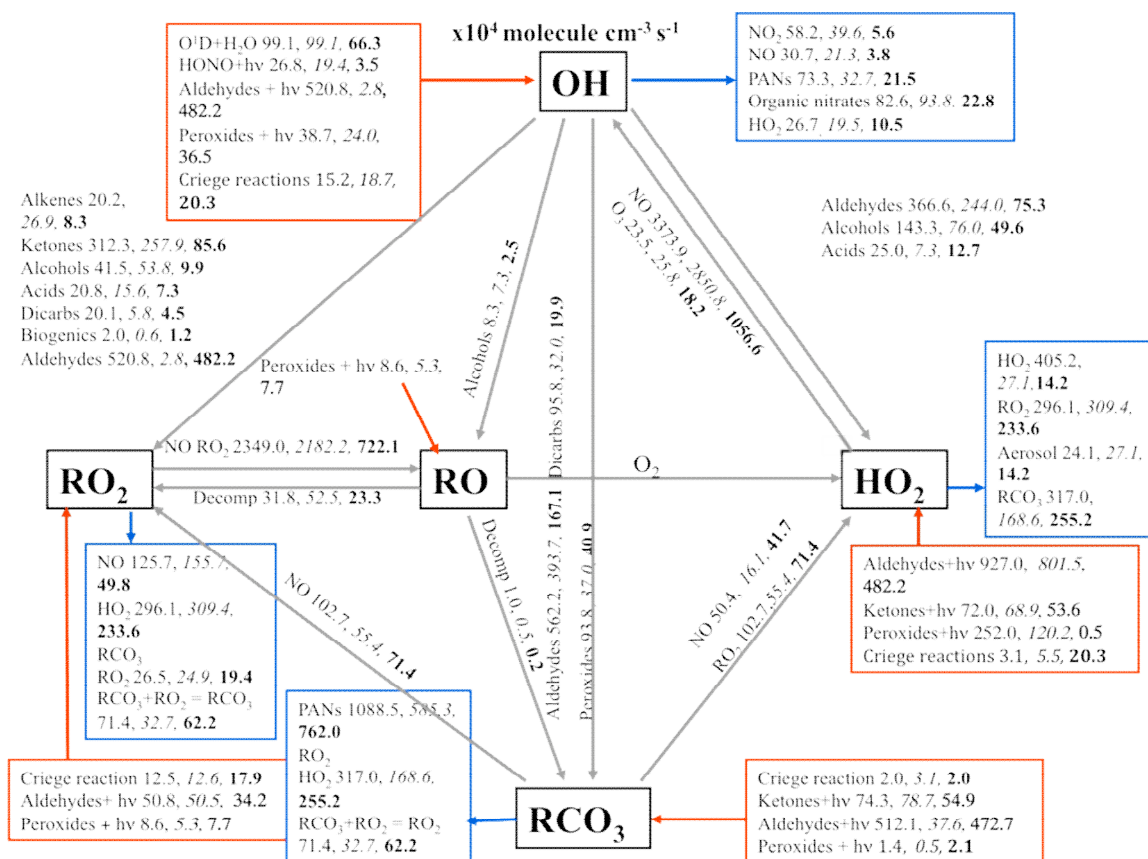 x10⁴ molecule cm⁻³ s⁻¹
O¹D+H₂O 99.1, 99.1, 66.3
HONO+hν 26.8, 19.4, 3.5
Aldehydes + hν 520.8, 2.8,
482.2
Peroxides + hν 38.7, 24.0,
36.5
Criege reactions 15.2, 18.7,
20.3
OH
NO₂ 58.2, 39.6, 5.6
NO 30.7, 21.3, 3.8
PANs 73.3, 32.7, 21.5
Organic nitrates 82.6, 93.8, 22.8
HO₂ 26.7, 19.5, 10.5
Alkenes 20.2,
26.9, 8.3
Ketones 312.3, 257.9, 85.6
Alcohols 41.5, 53.8, 9.9
Acids 20.8, 15.6, 7.3
Dicarbs 20.1, 5.8, 4.5
Biogenics 2.0, 0.6, 1.2
Aldehydes 520.8, 2.8, 482.2
Aldehydes 366.6, 244.0, 75.3
Alcohols 143.3, 76.0, 49.6
Acids 25.0, 7.3, 12.7
NO 3373.9, 2850.8, 1056.6
O₃ 23.5, 25.8, 18.2
Alcohols 8.3, 7.3, 2.5
Peroxides + hν 8.6, 5.3,
7.7
Aldehydes 562.2, 393.7, 167.1 Dicarbs 95.8, 32.0, 19.9
Peroxides 93.8, 37.0, 40.9
HO₂ 405.2,
27.1, 14.2
RO₂ 296.1, 309.4,
233.6
Aerosol 24.1, 27.1,
14.2
RCO₃ 317.0,
168.6, 255.2
RO₂
NO RO₂ 2349.0, 2182.2, 722.1
Decomp 31.8, 52.5, 23.3
RO
O₂
HO₂
Decomp 1.0, 0.5, 0.2
NO 102.7, 55.4, 71.4
NO 50.4, 16.1, 41.7
RO₂ 102.7,55.4, 71.4
NO 125.7, 155.7,
49.8
HO₂ 296.1, 309.4,
233.6
RCO₃
RO₂ 26.5, 24.9, 19.4
RCO₃+RO₂ = RCO₃
71.4, 32.7, 62.2
Aldehydes+hν 927.0, 801.5,
482.2
Ketones+hν 72.0, 68.9, 53.6
Peroxides+hν 252.0, 120.2, 0.5
Criege reactions 3.1, 5.5, 20.3
Criege reaction 12.5, 12.6, 17.9
Aldehydes+ hν 50.8, 50.5, 34.2
Peroxides + hν 8.6, 5.3, 7.7
PANs 1088.5, 585.3,
762.0
RO₂
HO₂ 317.0, 168.6,
255.2
RCO₃+RO₂ = RO₂
71.4, 32.7, 62.2
RCO₃
Criege reaction 2.0, 3.1, 2.0
Ketones+hν 74.3, 78.7, 54.9
Aldehydes+hν 512.1, 37.6, 472.7
Peroxides + hν 1.4, 0.5, 2.1